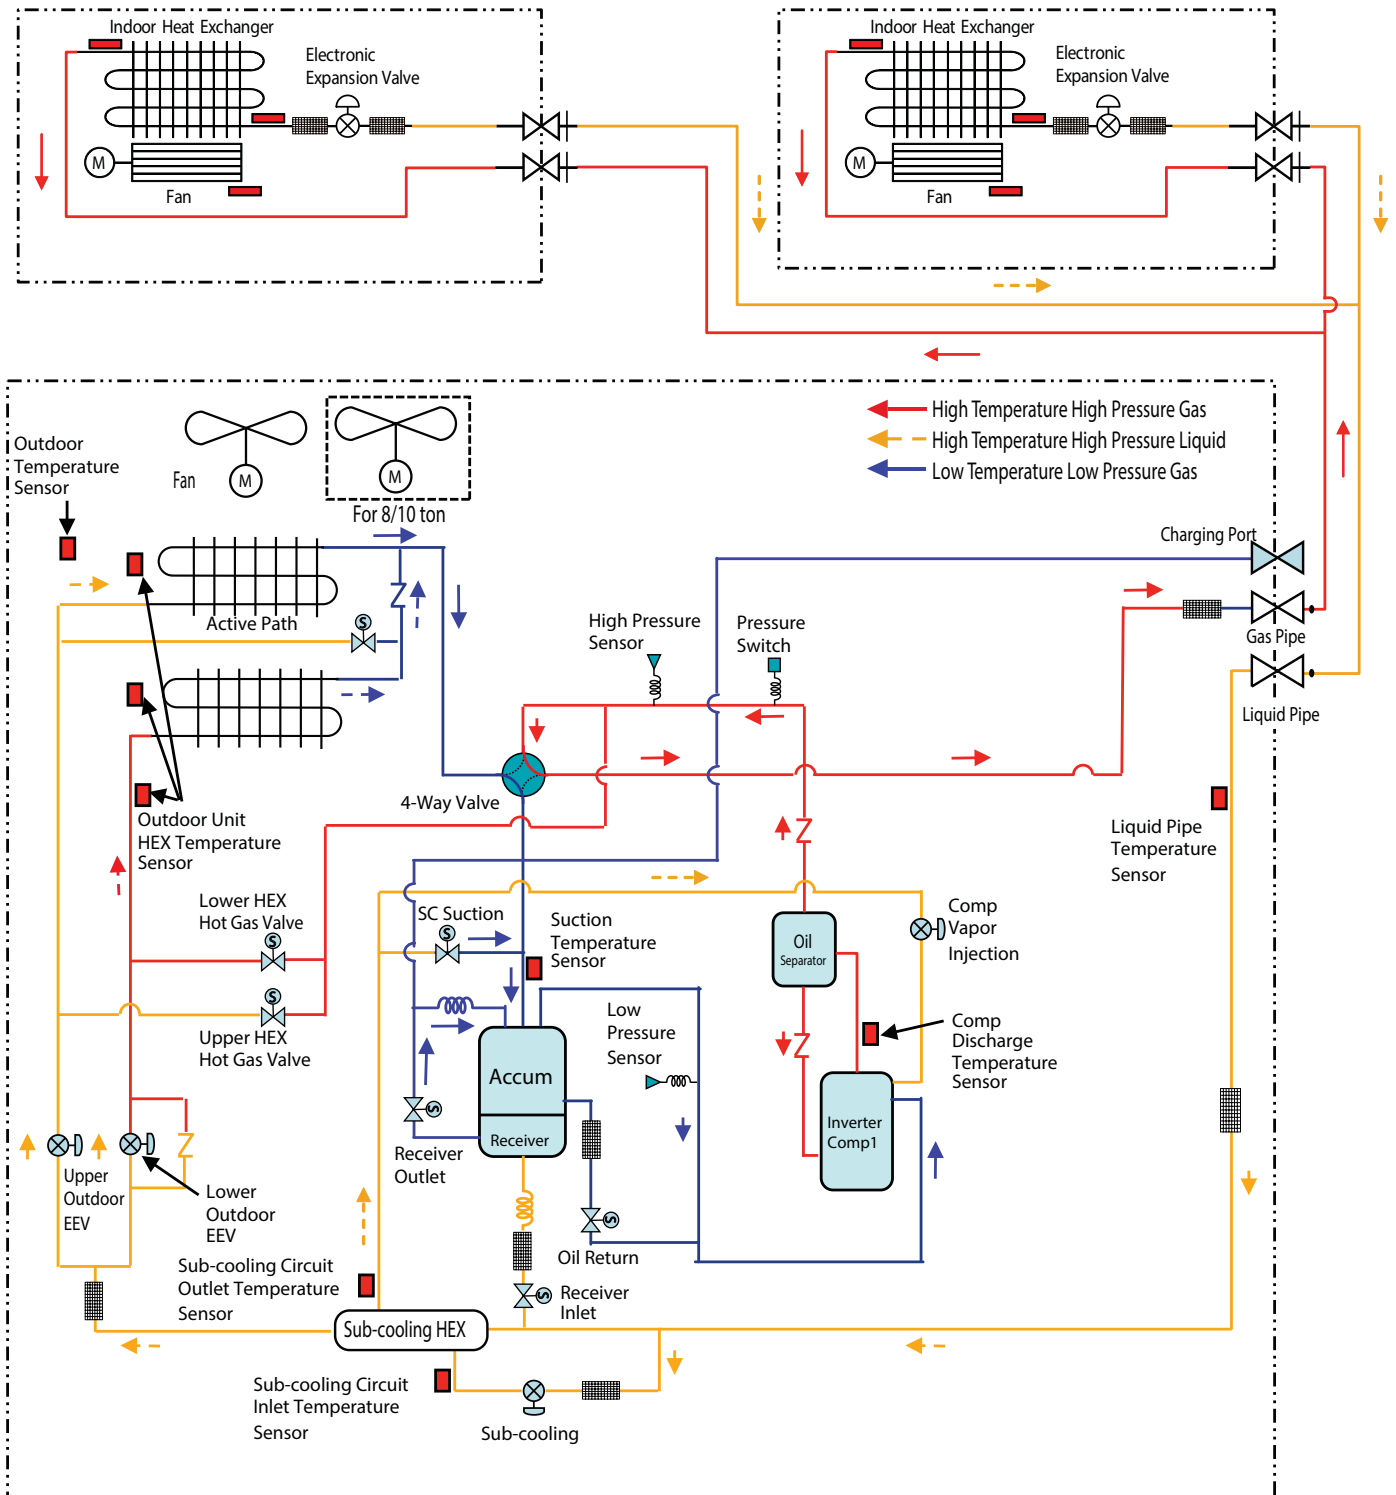 Indoor Heat Exchanger
Electronic
Expansion Valve
M
Fan
Indoor Heat Exchanger
Electronic
Expansion Valve
M
Fan
High Temperature High Pressure Gas
High Temperature High Pressure Liquid
Low Temperature Low Pressure Gas
Outdoor
Temperature
Sensor
Fan
M
M
For 8/10 ton
Charging Port
Active Path
S
High Pressure
Sensor
Pressure
Switch
Gas Pipe
Liquid Pipe
4-Way Valve
Outdoor Unit
HEX Temperature
Sensor
Liquid Pipe
Temperature
Sensor
Lower HEX
Hot Gas Valve
S
SC Suction
S
Suction
Temperature
Sensor
Oil
Separator
Comp
Vapor
Injection
S
Upper HEX
Hot Gas Valve
Low
Pressure
Sensor
Comp
Discharge
Temperature
Sensor
Accum
Receiver
S
Receiver
Outlet
Inverter
Comp1
Upper
Outdoor
EEV
Lower
Outdoor
EEV
S
Oil Return
Sub-cooling Circuit
Outlet Temperature
Sensor
S
Receiver
Inlet
Sub-cooling HEX
Sub-cooling Circuit
Inlet Temperature
Sensor
Sub-cooling